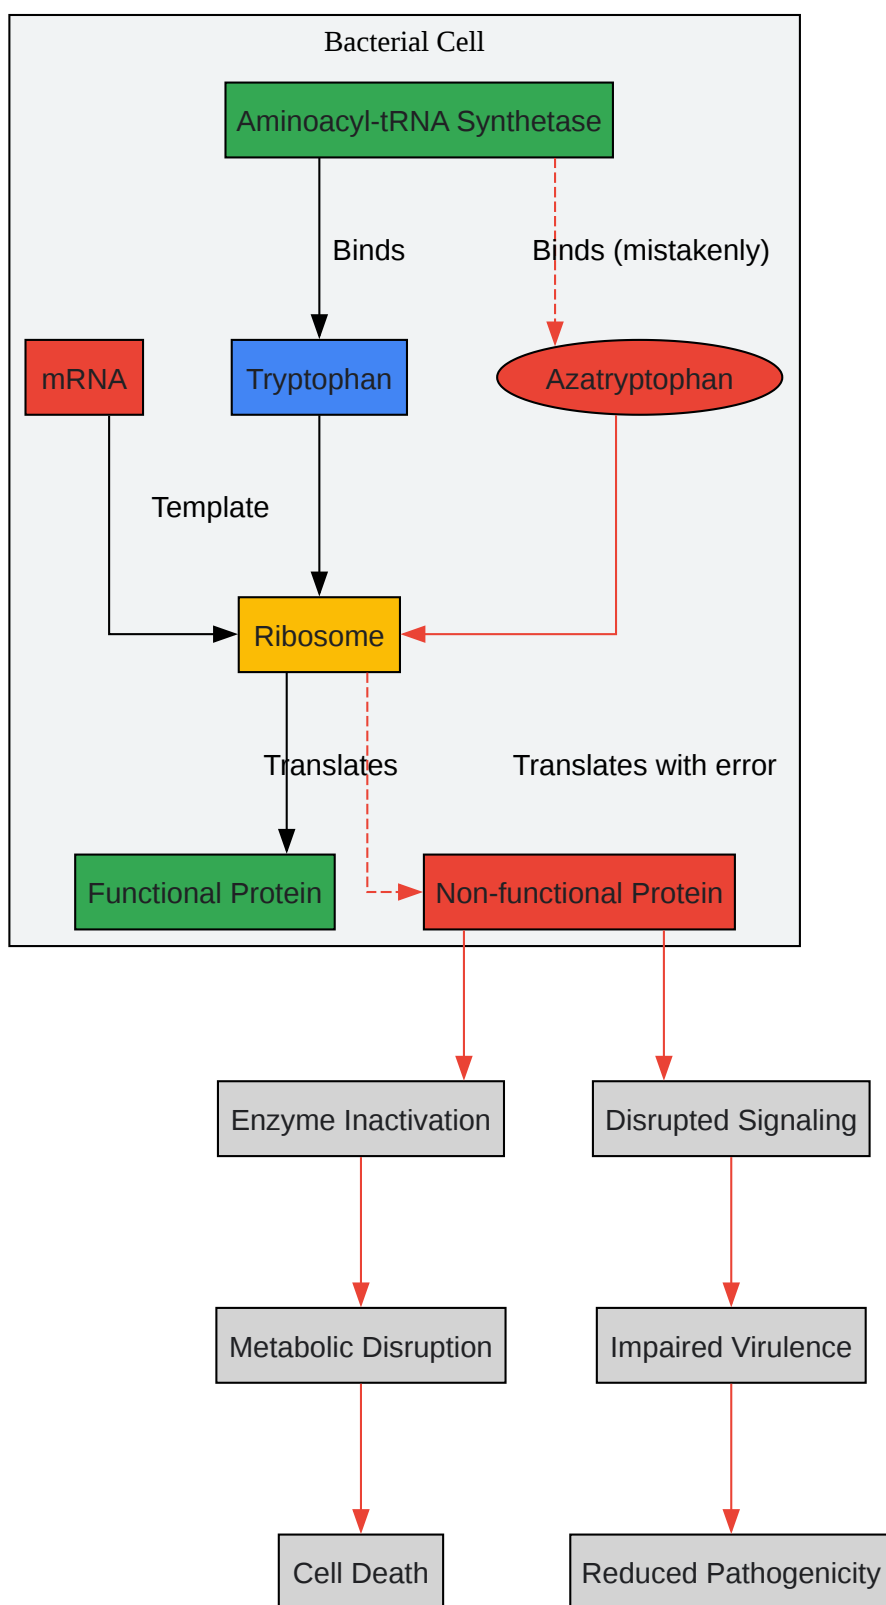 Bacterial Cell
Aminoacyl-tRNA Synthetase
Binds
Binds (mistakenly)
mRNA
Tryptophan
Azatryptophan
Template
Ribosome
Translates
Translates with error
Functional Protein
Non-functional Protein
Enzyme Inactivation
Disrupted Signaling
Metabolic Disruption
Impaired Virulence
Cell Death
Reduced Pathogenicity